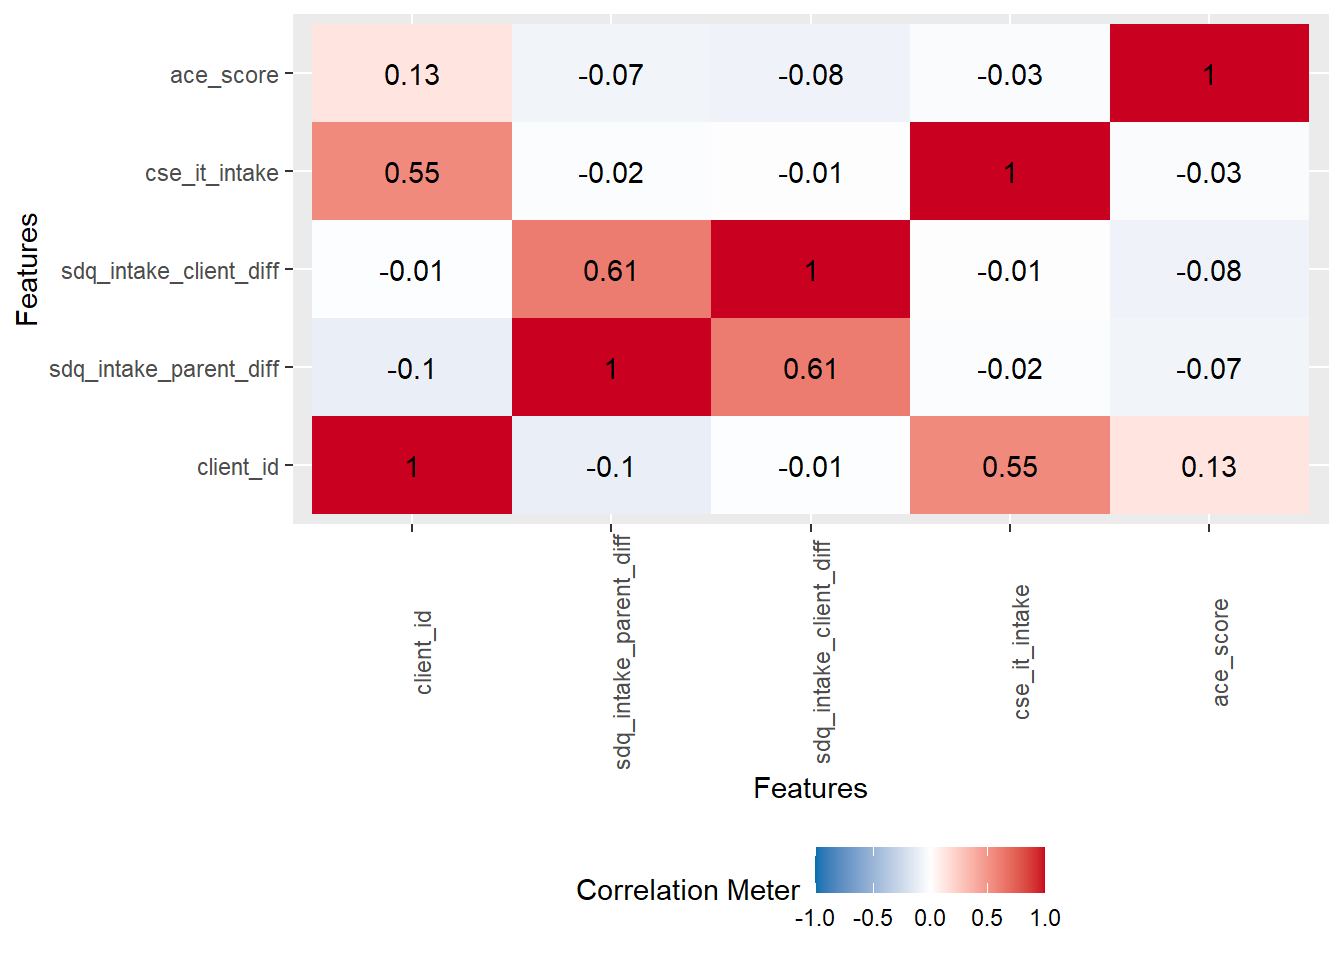 Features
ace_score 0.13 -0.07 -0.08 -0.03 1
cse_it_intake 0.55 -0.02 -0.01 1 -0.03
sdq_intake_client_diff -0.01 0.61 1 -0.01 -0.08
sdq_intake_parent_diff -0.1 1 0.61 -0.02 -0.07
client_id 1 -0.1 -0.01 0.55 0.13
client_id
sdq_intake_parent_diff
sdq_intake_client_diff
cse_it_intake
ace_score
Features
Correlation Meter
-1.0 -0.5 0.0 0.5 1.0